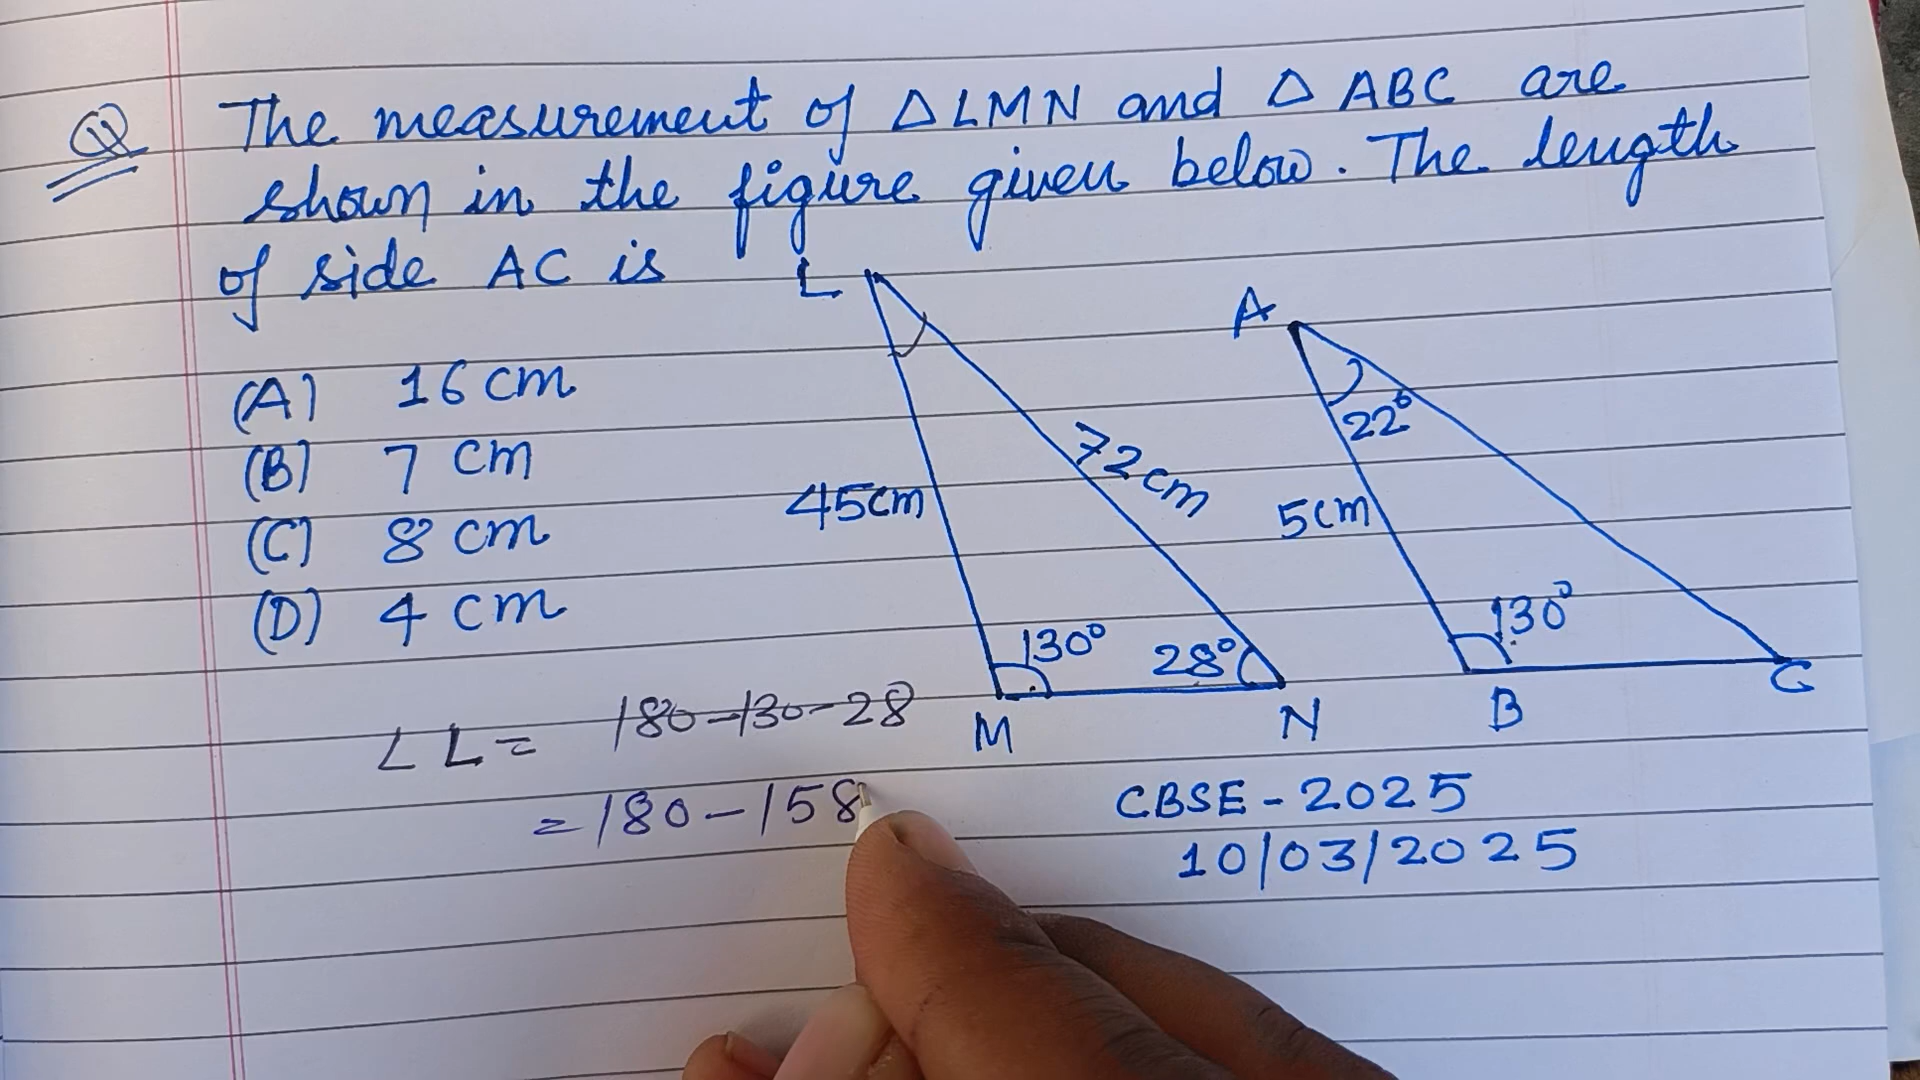 Q The measurement of △LMN and △ABC are
shown in the figure given below. The length
of side AC is
(A) 16 cm
(B) 7 cm
(C) 8 cm
(D) 4 cm
L
45cm
72cm
130°
28°
M
N
A
22°
5cm
130°
B
C
∠L = 180-130-28
= 180-158
CBSE-2025
10/03/2025